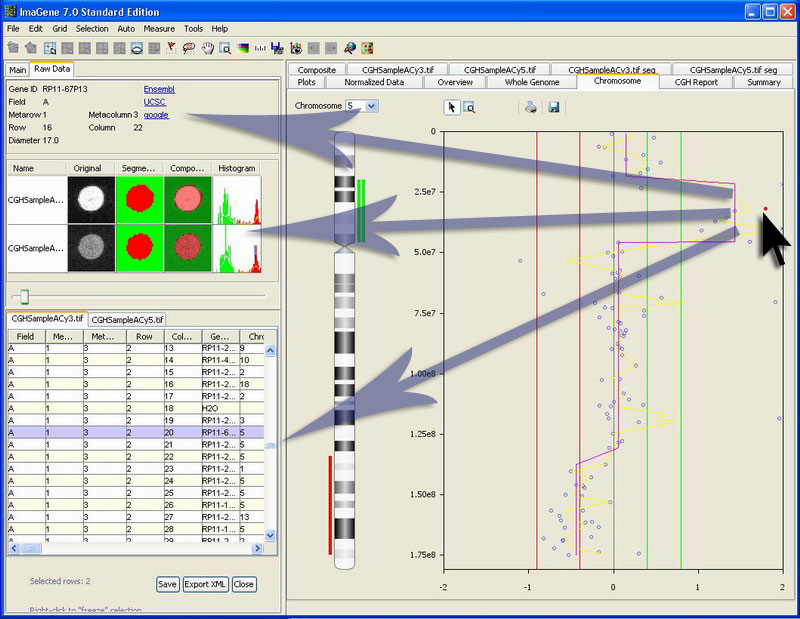 ImaGene 7.0 Standard Edition
File Edit Grid Selection Auto Measure Tools Help
Main Raw Data
Gene ID RP11-67P13 Ensembl
Field A UCSC
Metarow 1 Metacolumn 3 google
Row 16 Column 22
Diameter 17.0
Name Original Segme... Compo... Histogram
CGHSampleA...
CGHSampleA...
CGHSampleACy3.tif CGHSampleACy5.tif
Field Me... Met... Row Col... Ge... Chro
A 1 3 2 13 RP11-2... 9
A 1 3 2 14 RP11-4... 10
A 1 3 2 15 RP11-2... 2
A 1 3 2 16 RP11-2... 18
A 1 3 2 17 RP11-2... 2
A 1 3 2 18 H2O
A 1 3 2 19 RP11-2... 3
A 1 3 2 20 RP11-6... 5
A 1 3 2 21 RP11-2... 5
A 1 3 2 22 RP11-2... 5
A 1 3 2 23 RP11-2... 1
A 1 3 2 24 RP11-2... 5
A 1 3 2 25 RP11-2... 5
A 1 3 2 26 RP11-1... 5
A 1 3 2 27 RP11-2... 13
A 1 3 2 28 RP11-1... 5
A 1 3 2 29 RP11-2... 2
Selected rows: 2
Save Export XML Close
Right-click to "freeze" selection
Composite CGHSampleACy3.tif CGHSampleACy5.tif CGHSampleACy3.tif seg CGHSampleACy5.tif seg
Plots Normalized Data Overview Whole Genome Chromosome CGH Report Summary
Chromosome 5
0
2.5e7
5.0e7
7.5e7
1.00e8
1.25e8
1.50e8
1.75e8
-2 -1 0 1 2